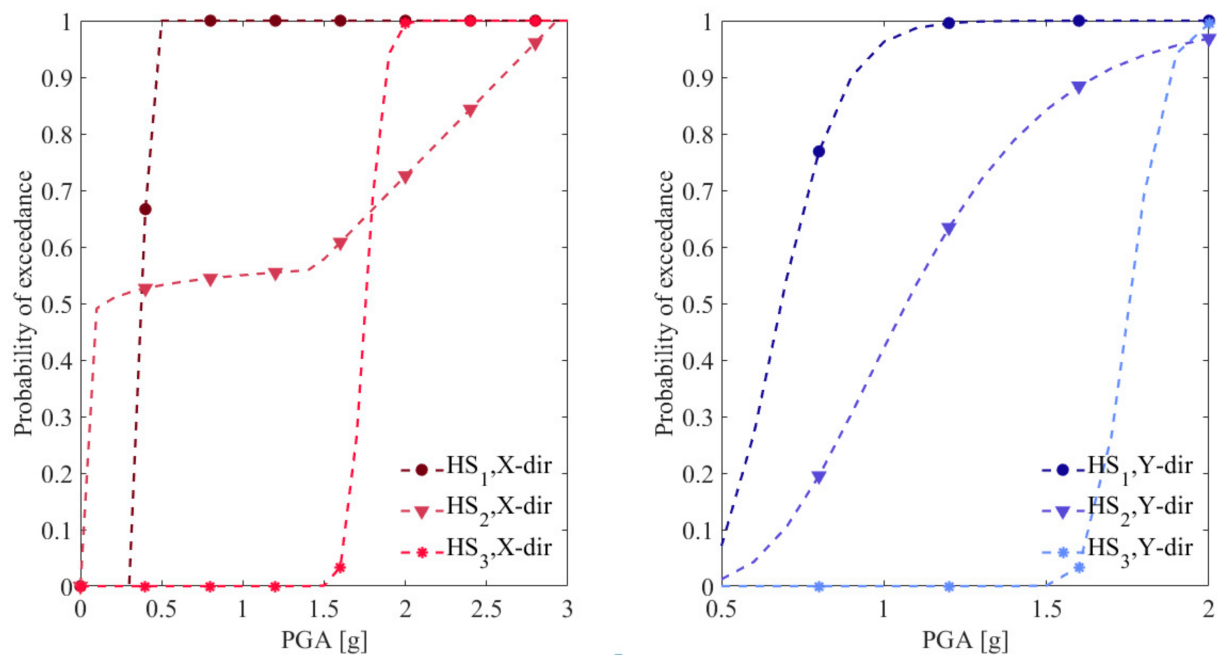 1
0.9
0.8
0.7
0.6
0.5
0.4
0.3
0.2
0.1
0
Probability of exceedance
HS1,X-dir
HS2,X-dir
HS3,X-dir
0 0.5 1 1.5 2 2.5 3
PGA [g]
1
0.9
0.8
0.7
0.6
0.5
0.4
0.3
0.2
0.1
0
Probability of exceedance
HS1,Y-dir
HS2,Y-dir
HS3,Y-dir
0.5 1 1.5 2
PGA [g]